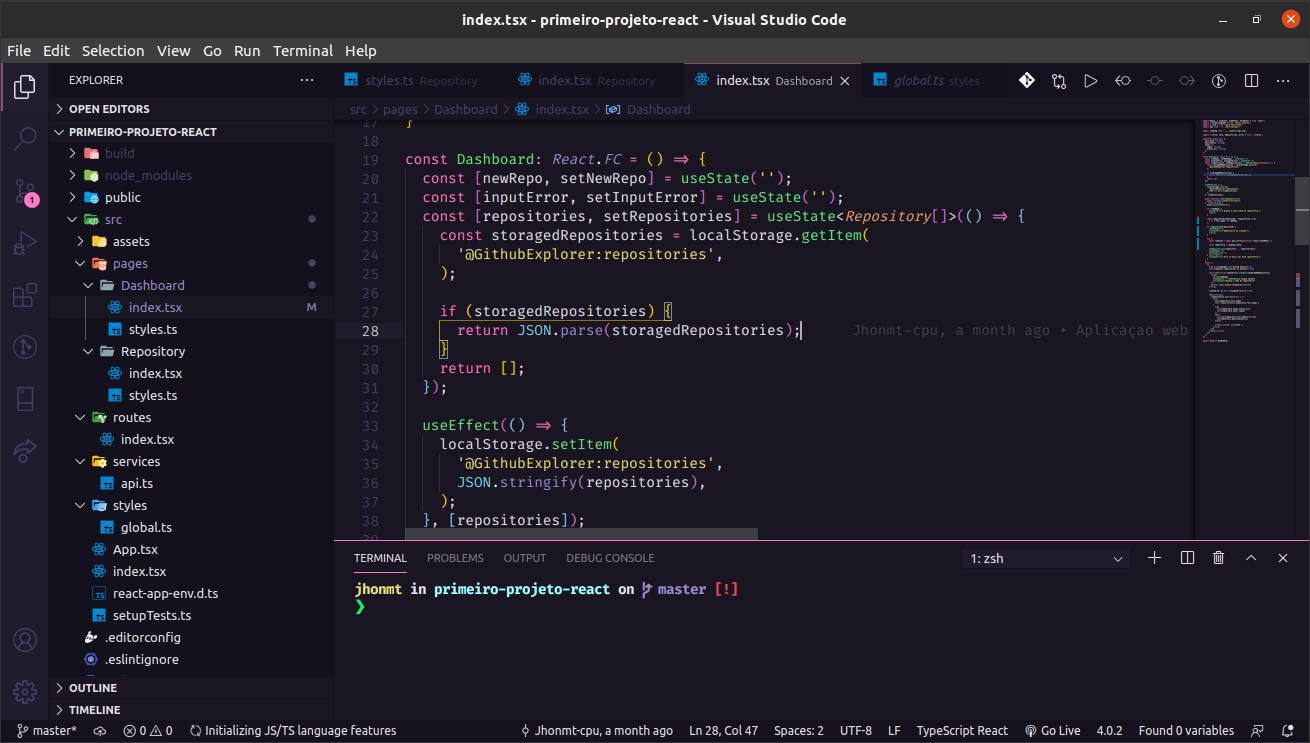 index.tsx - primeiro-projeto-react - Visual Studio Code
File Edit Selection View Go Run Terminal Help
EXPLORER
OPEN EDITORS
PRIMEIRO-PROJETO-REACT
build
node_modules
1
public
src
assets
pages
Dashboard
index.tsx M
styles.ts
Repository
index.tsx
styles.ts
routes
index.tsx
services
api.ts
styles
global.ts
App.tsx
index.tsx
react-app-env.d.ts
setupTests.ts
.editorconfig
.eslintignore
OUTLINE
TIMELINE
styles.ts Repository index.tsx Repository index.tsx Dashboard global.ts styles
src > pages > Dashboard > index.tsx > Dashboard
17 }
18
19 const Dashboard: React.FC = () => {
20 const [newRepo, setNewRepo] = useState('');
21 const [inputError, setInputError] = useState('');
22 const [repositories, setRepositories] = useState<Repository[]>(() => {
23 const storagedRepositories = localStorage.getItem(
24 '@GithubExplorer:repositories',
25 );
26
27 if (storagedRepositories) {
28 return JSON.parse(storagedRepositories); Jhonmt-cpu, a month ago • Aplicaçao web
29 }
30 return [];
31 });
32
33 useEffect(() => {
34 localStorage.setItem(
35 '@GithubExplorer:repositories',
36 JSON.stringify(repositories),
37 );
38 }, [repositories]);
39
TERMINAL PROBLEMS OUTPUT DEBUG CONSOLE 1: zsh
jhonmt in primeiro-projeto-react on master [!]
❯
master* 0 0 Initializing JS/TS language features Jhonmt-cpu, a month ago Ln 28, Col 47 Spaces: 2 UTF-8 LF TypeScript React Go Live 4.0.2 Found 0 variables